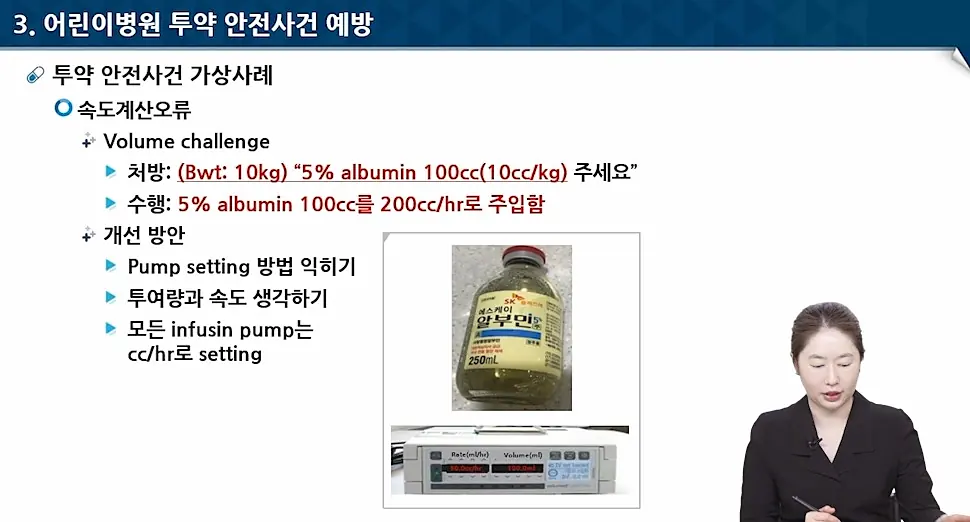 3. 어린이병원 투약 안전사건 예방
투약 안전사건 가상사례
속도계산오류
Volume challenge
처방: (Bwt: 10kg) “5% albumin 100cc(10cc/kg) 주세요”
수행: 5% albumin 100cc를 200cc/hr로 주입함
개선 방안
Pump setting 방법 익히기
투여량과 속도 생각하기
모든 infusin pump는
cc/hr로 setting
SK
에스케이
알부민 5%
250mL
Rate(ml/hr) Volume(ml)
100.0ml